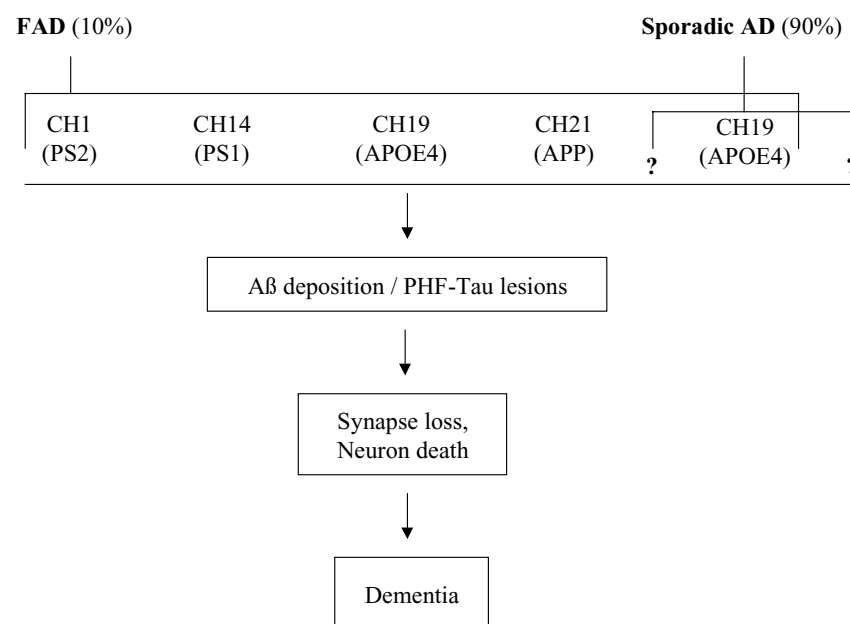 FAD (10%)
Sporadic AD (90%)
CH1
(PS2)
CH14
(PS1)
CH19
(APOE4)
CH21
(APP)
?
CH19
(APOE4)
?
Aß deposition / PHF-Tau lesions
Synapse loss,
Neuron death
Dementia